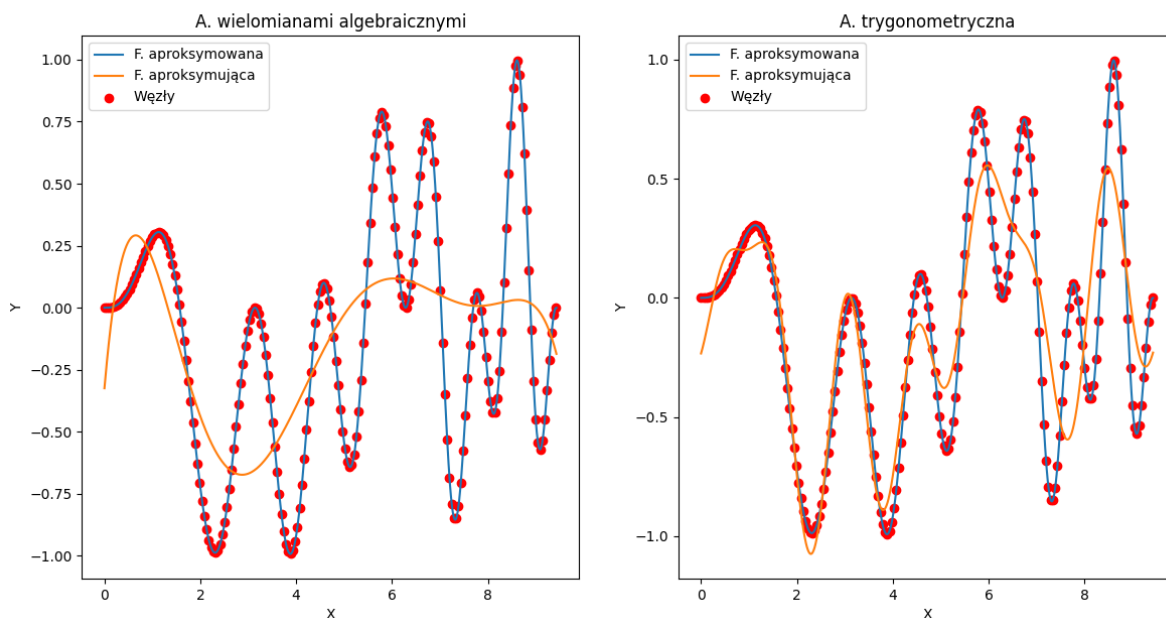 A. wielomianami algebraicznymi
F. aproksymowana
F. aproksymująca
Węzły
1.00
0.75
0.50
0.25
0.00
−0.25
−0.50
−0.75
−1.00
Y
0
2
4
6
8
X
A. trygonometryczna
F. aproksymowana
F. aproksymująca
Węzły
1.0
0.5
0.0
−0.5
−1.0
Y
0
2
4
6
8
X